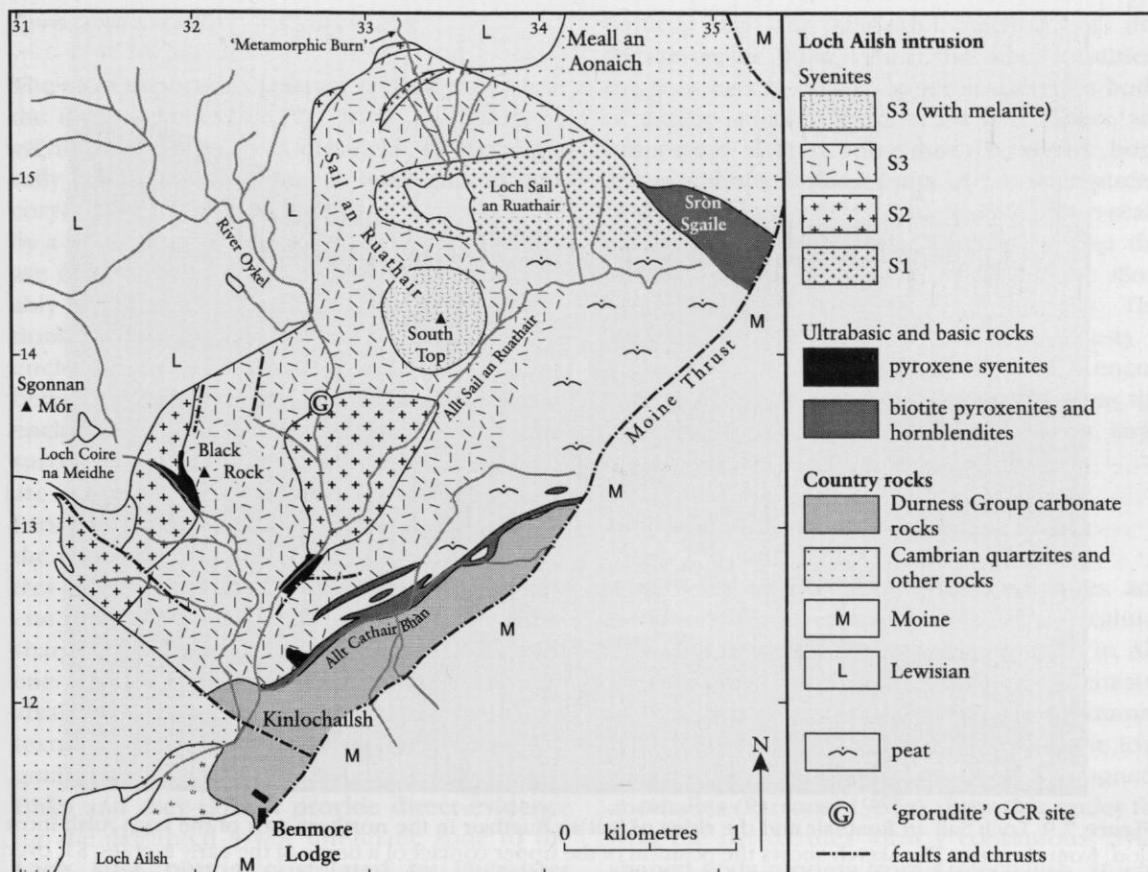 31
32
33
34
35
15
14
13
12
'Metamorphic Burn'
L
Meall an
Aonaich
M
L
L
Sail an Ruathair
Loch Sail
an Ruathair
Sròn
Sgaile
River Oykel
M
South
Top
Allt Sail an Ruathair
Moine Thrust
L
Sgonnan
Mór
G
Black
Rock
Loch Coire
na Meidhe
M
M
Allt Cathair Bhàn
Kinlochailsh
M
Benmore
Lodge
Loch Ailsh
M
N
0 kilometres 1
Loch Ailsh intrusion
Syenites
S3 (with melanite)
S3
S2
S1
Ultrabasic and basic rocks
pyroxene syenites
biotite pyroxenites and
hornblendites
Country rocks
Durness Group carbonate
rocks
Cambrian quartzites and
other rocks
M Moine
L Lewisian
peat
G 'grorudite' GCR site
faults and thrusts